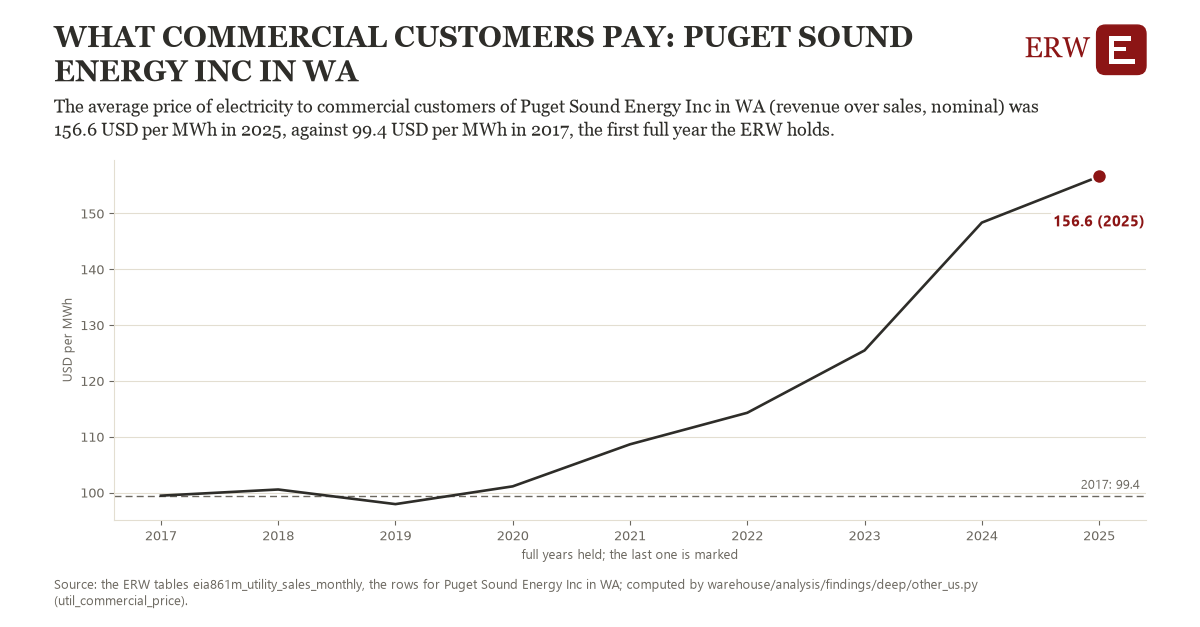 WHAT COMMERCIAL CUSTOMERS PAY: PUGET SOUND
ENERGY INC IN WA
ERW E
The average price of electricity to commercial customers of Puget Sound Energy Inc in WA (revenue over sales, nominal) was
156.6 USD per MWh in 2025, against 99.4 USD per MWh in 2017, the first full year the ERW holds.
USD per MWh
150
140
130
120
110
100
156.6 (2025)
2017: 99.4
2017 2018 2019 2020 2021 2022 2023 2024 2025
full years held; the last one is marked
Source: the ERW tables eia861m_utility_sales_monthly, the rows for Puget Sound Energy Inc in WA; computed by warehouse/analysis/findings/deep/other_us.py
(util_commercial_price).